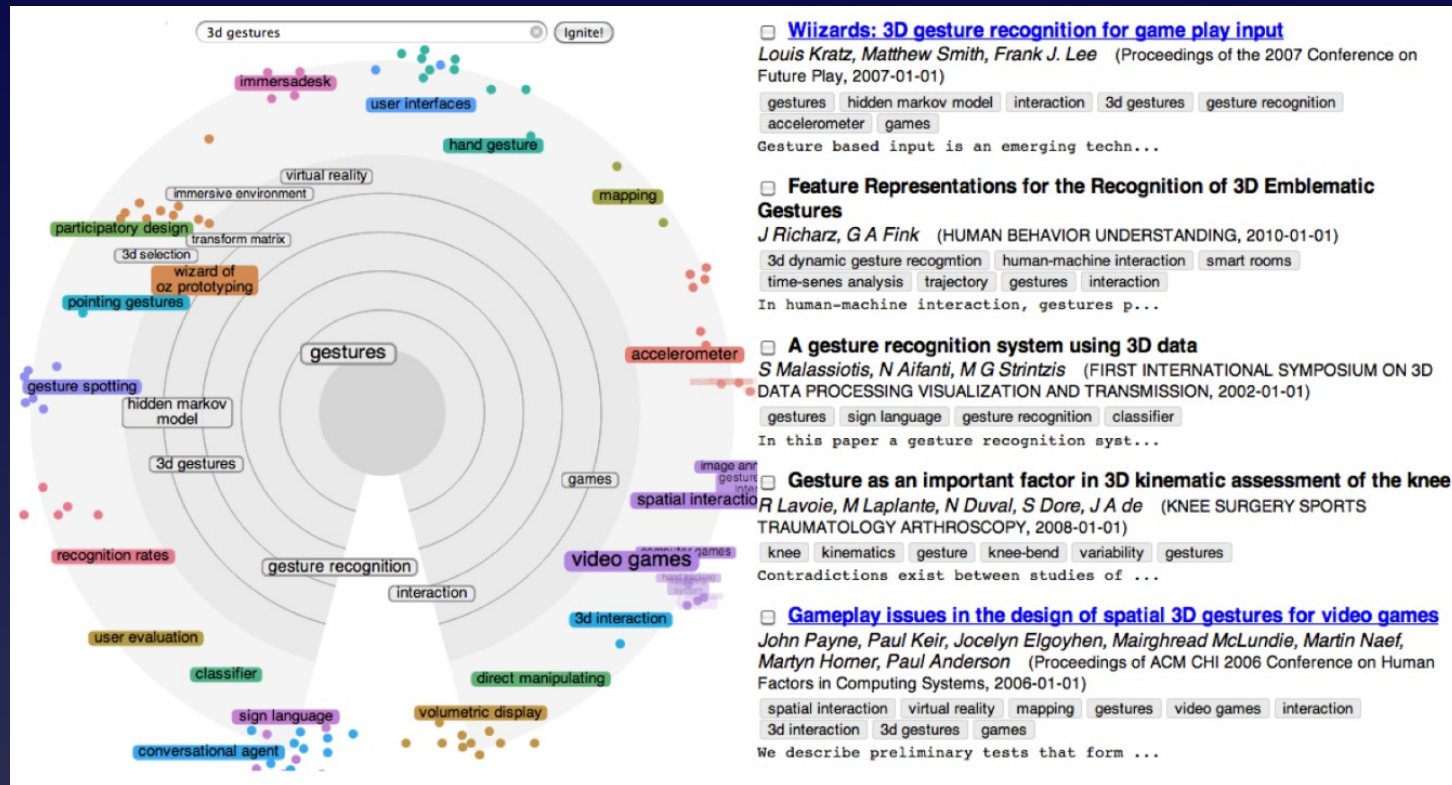 3d gestures
Ignite!
immersadesk
user interfaces
hand gesture
virtual reality
immersive environment
mapping
participatory design
transform matrix
3d selection
wizard of
oz prototyping
pointing gestures
gestures
accelerometer
gesture spotting
hidden markov
model
3d gestures
image ann
gesture
inter
games
spatial interactio
recognition rates
video games
computer games
hand tracking
system
gesture recognition
interaction
3d interaction
user evaluation
classifier
direct manipulating
sign language
volumetric display
conversational agent
Wiizards: 3D gesture recognition for game play input
Louis Kratz, Matthew Smith, Frank J. Lee (Proceedings of the 2007 Conference on
Future Play, 2007-01-01)
gestures hidden markov model interaction 3d gestures gesture recognition
accelerometer games
Gesture based input is an emerging techn...
Feature Representations for the Recognition of 3D Emblematic
Gestures
J Richarz, G A Fink (HUMAN BEHAVIOR UNDERSTANDING, 2010-01-01)
3d dynamic gesture recogmtion human-machine interaction smart rooms
time-senes analysis trajectory gestures interaction
In human-machine interaction, gestures p...
A gesture recognition system using 3D data
S Malassiotis, N Aifanti, M G Strintzis (FIRST INTERNATIONAL SYMPOSIUM ON 3D
DATA PROCESSING VISUALIZATION AND TRANSMISSION, 2002-01-01)
gestures sign language gesture recognition classifier
In this paper a gesture recognition syst...
Gesture as an important factor in 3D kinematic assessment of the knee
R Lavoie, M Laplante, N Duval, S Dore, J A de (KNEE SURGERY SPORTS
TRAUMATOLOGY ARTHROSCOPY, 2008-01-01)
knee kinematics gesture knee-bend variability gestures
Contradictions exist between studies of ...
Gameplay issues in the design of spatial 3D gestures for video games
John Payne, Paul Keir, Jocelyn Elgoyhen, Mairghread McLundie, Martin Naef,
Martyn Horner, Paul Anderson (Proceedings of ACM CHI 2006 Conference on Human
Factors in Computing Systems, 2006-01-01)
spatial interaction virtual reality mapping gestures video games interaction
3d interaction 3d gestures games
We describe preliminary tests that form ...